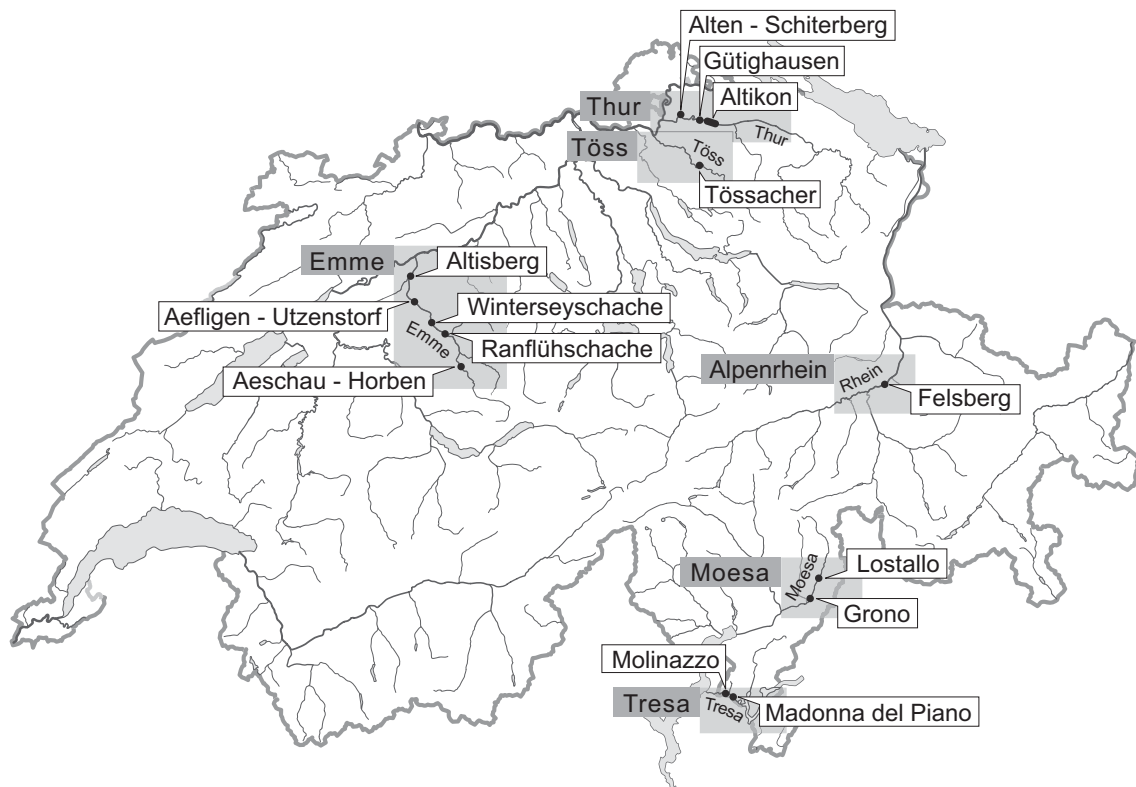 Alten - Schiterberg
Gütighausen
Altikon
Thur
Thur
Töss
Töss
Tössacher
Emme
Altisberg
Aefligen - Utzenstorf
Winterseyschache
Emme
Ranflühschache
Aeschau - Horben
Alpenrhein
Rhein
Felsberg
Moesa
Moesa
Lostallo
Grono
Molinazzo
Tresa
Tresa
Madonna del Piano